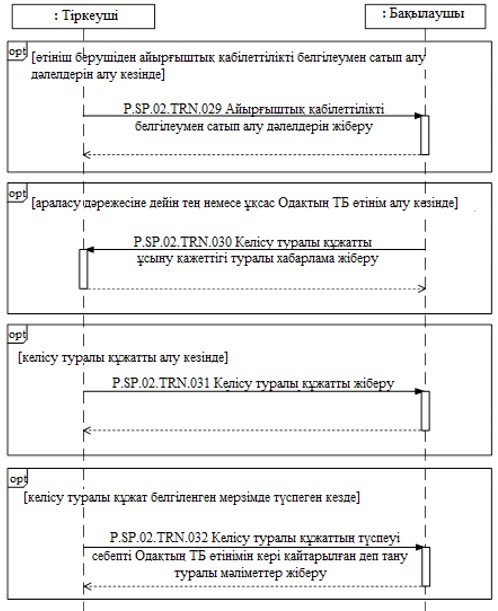 : Тіркеуші
: Бақылаушы
opt
[өтініш берушіден айырғыштық қабілеттілікті белгілеумен сатып алу
дәлелдерін алу кезінде]
P.SP.02.TRN.029 Айырғыштық қабілеттілікті
белгілеумен сатып алу дәлелдерін жіберу
opt
[араласу дәрежесіне дейін тең немесе ұқсас Одақтың ТБ өтінім алу кезінде]
P.SP.02.TRN.030 Келісу туралы құжатты
ұсыну қажеттігі туралы хабарлама жіберу
opt
[келісу туралы құжатты алу кезінде]
P.SP.02.TRN.031 Келісу туралы құжатты жіберу
opt
[келісу туралы құжат белгіленген мерзімде түспеген кезде]
P.SP.02.TRN.032 Келісу туралы құжаттың түспеуі
себепті Одақтың ТБ өтінімін кері қайтарылған деп тану
туралы мәліметтер жіберу